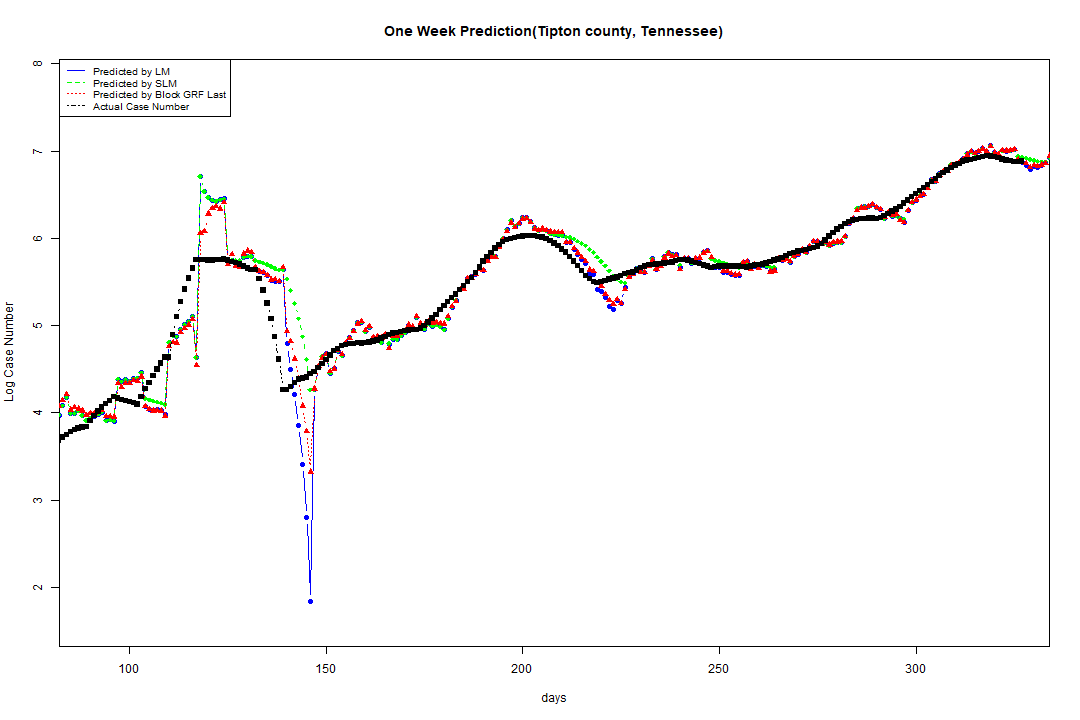 One Week Prediction(Tipton county, Tennessee)
Predicted by LM
Predicted by SLM
Predicted by Block GRF Last
Actual Case Number
8
7
6
5
4
3
2
Log Case Number
100 150 200 250 300
days